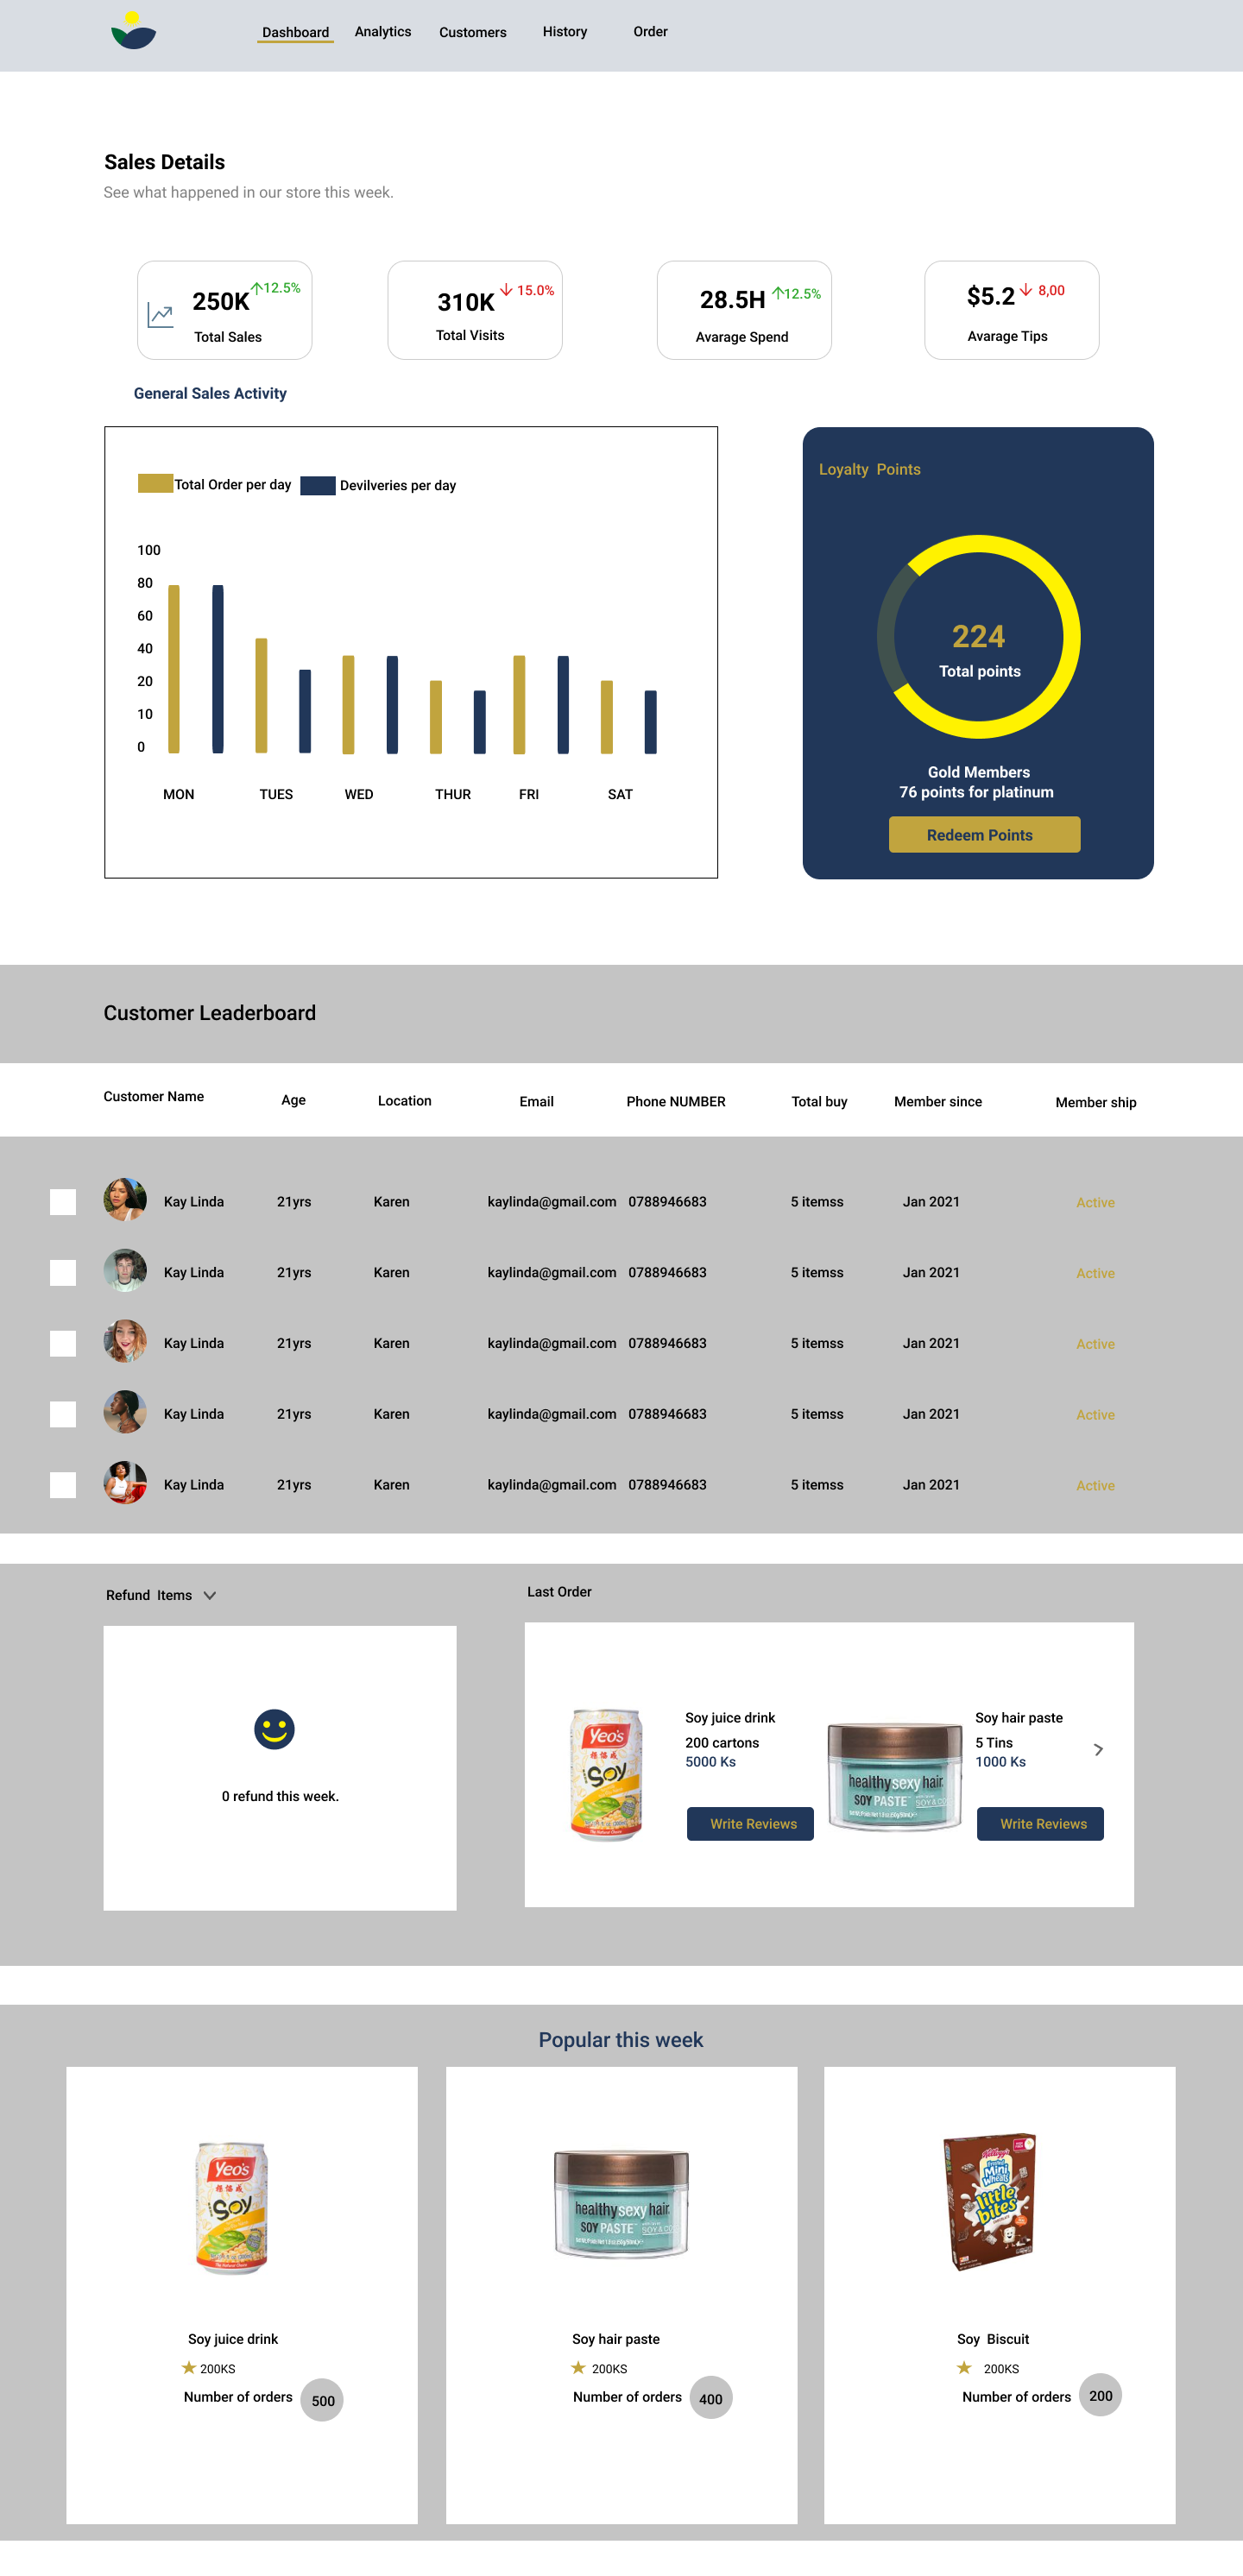 Dashboard Analytics Customers History Order
Sales Details
See what happened in our store this week.
250K 12.5%
Total Sales
310K 15.0%
Total Visits
28.5H 12.5%
Avarage Spend
$5.2 8,00
Avarage Tips
General Sales Activity
Total Order per day Devilveries per day
100
80
60
40
20
10
0
MON TUES WED THUR FRI SAT
Loyalty Points
224
Total points
Gold Members
76 points for platinum
Redeem Points
Customer Leaderboard
Customer Name Age Location Email Phone NUMBER Total buy Member since Member ship
Kay Linda 21yrs Karen kaylinda@gmail.com 0788946683 5 itemss Jan 2021 Active
Kay Linda 21yrs Karen kaylinda@gmail.com 0788946683 5 itemss Jan 2021 Active
Kay Linda 21yrs Karen kaylinda@gmail.com 0788946683 5 itemss Jan 2021 Active
Kay Linda 21yrs Karen kaylinda@gmail.com 0788946683 5 itemss Jan 2021 Active
Kay Linda 21yrs Karen kaylinda@gmail.com 0788946683 5 itemss Jan 2021 Active
Refund Items
0 refund this week.
Last Order
Yeo's
SOY
Soy juice drink
200 cartons
5000 Ks
Write Reviews
healthy sexy hair
SOY PASTE
Soy hair paste
5 Tins
1000 Ks
Write Reviews
Popular this week
Yeo's
SOY
Soy juice drink
200KS
Number of orders 500
healthy sexy hair
SOY PASTE
Soy hair paste
200KS
Number of orders 400
Kellogg's
Mini
Wheats
little
bites
Soy Biscuit
200KS
Number of orders 200